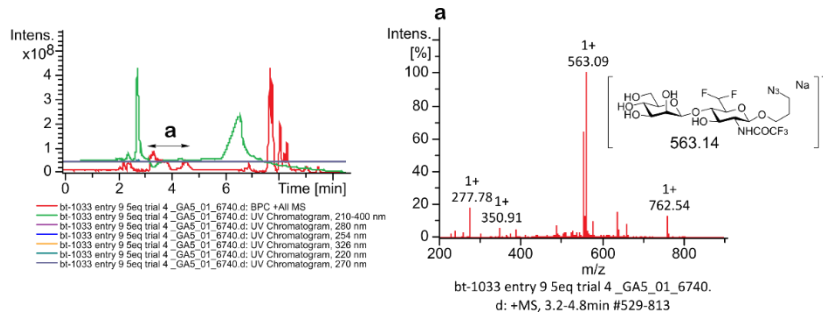 Intens.
x10⁸
4
3
2
1
0
a
0 2 4 6 Time [min]
bt-1033 entry 9 5eq trial 4 _GA5_01_6740.d: BPC +All MS
bt-1033 entry 9 5eq trial 4 _GA5_01_6740.d: UV Chromatogram, 210-400 nm
bt-1033 entry 9 5eq trial 4 _GA5_01_6740.d: UV Chromatogram, 280 nm
bt-1033 entry 9 5eq trial 4 _GA5_01_6740.d: UV Chromatogram, 254 nm
bt-1033 entry 9 5eq trial 4 _GA5_01_6740.d: UV Chromatogram, 326 nm
bt-1033 entry 9 5eq trial 4 _GA5_01_6740.d: UV Chromatogram, 220 nm
bt-1033 entry 9 5eq trial 4 _GA5_01_6740.d: UV Chromatogram, 270 nm
a
Intens.
[%]
100
80
60
40
20
0
200 400 600 800
m/z
1+
563.09
1+
277.78
1+
350.91
1+
762.54
Na
N₃
F F
HO OH
HO O O O
HO HO
NHCOCF₃
563.14
bt-1033 entry 9 5eq trial 4 _GA5_01_6740.
d: +MS, 3.2-4.8min #529-813